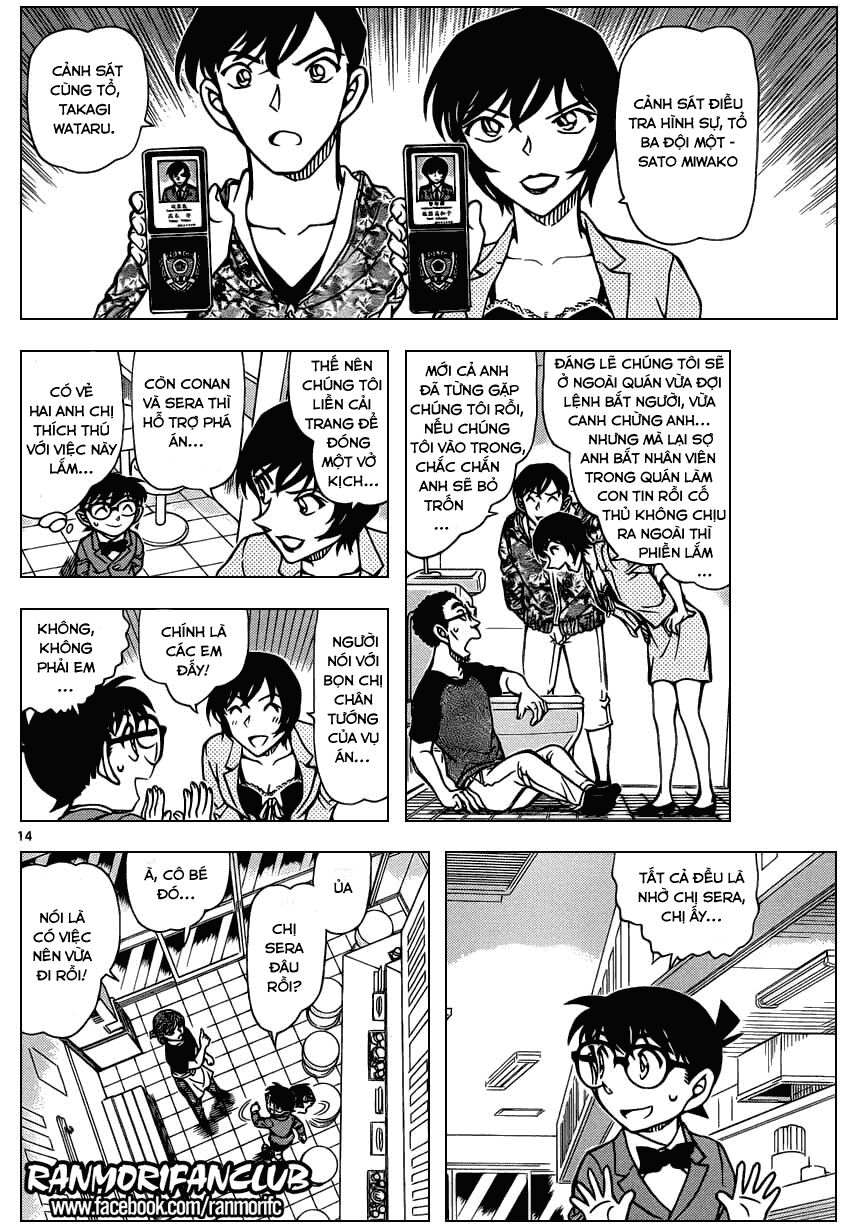 CẢNH SÁT ĐIỀU
TRA HÌNH SỰ, TỔ
BA ĐỘI MỘT -
SATO MIWAKO
CẢNH SÁT
CÙNG TỔ,
TAKAGI
WATARU.
ĐÁNG LẼ CHÚNG TÔI SẼ
Ở NGOÀI QUÁN VỪA ĐỢI
LỆNH BẮT NGƯỜI, VỪA
CANH CHỪNG ANH...
NHƯNG MÀ LẠI SỢ
ANH BẮT NHÂN VIÊN
TRONG QUÁN LÀM
CON TIN RỒI CỐ
THỦ KHÔNG CHỊU
RA NGOÀI THÌ
PHIỀN LẮM
...
MỚI CẢ ANH
ĐÃ TỪNG GẶP
CHÚNG TÔI RỒI,
NẾU CHÚNG
TÔI VÀO TRONG,
CHẮC CHẮN
ANH SẼ BỎ
TRỐN
...
THẾ NÊN
CHÚNG TÔI
LIỀN CẢI
TRANG ĐỂ
ĐÓNG
MỘT VỞ
KỊCH...
CÒN CONAN
VÀ SERA THÌ
HỖ TRỢ PHÁ
ÁN...
CÓ VẺ
HAI ANH CHỊ
THÍCH THÚ
VỚI VIỆC NÀY
LẮM...
NGƯỜI
NÓI VỚI
BỌN CHỊ
CHÂN
TƯỚNG
CỦA VỤ
ÁN...
CHÍNH LÀ
CÁC EM
ĐẤY!
KHÔNG,
KHÔNG
PHẢI EM
...
14
TẤT CẢ ĐỀU LÀ
NHỜ CHỊ SERA,
CHỊ ẤY...
ỦA
CHỊ
SERA
ĐÂU
RỒI?
À, CÔ BÉ
ĐÓ...
NÓI LÀ
CÓ VIỆC
NÊN VỪA
ĐI RỒI!
RANMORIFANCLUB
www.facebook.com/ranmorifc